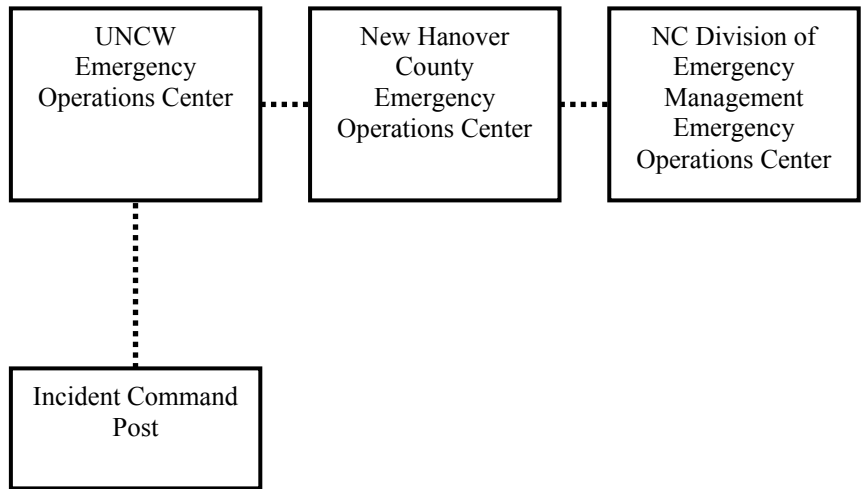 UNCW
Emergency
Operations Center
New Hanover
County
Emergency
Operations Center
NC Division of
Emergency
Management
Emergency
Operations Center
Incident Command
Post